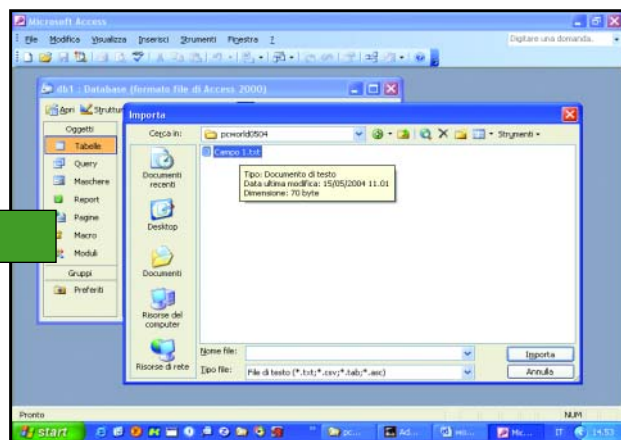 Microsoft Access
File Modifica Visualizza Inserisci Strumenti Finestra ?
Digitare una domanda.
db1 : Database (formato file di Access 2000)
Apri Struttur
Importa
Oggetti
Tabelle
Query
Maschere
Report
Pagine
Macro
Moduli
Gruppi
Preferiti
Cerca in: pcworld0504
Strumenti
Documenti recenti
Desktop
Documenti
Risorse del computer
Risorse di rete
Campo 1.txt
Tipo: Documento di testo
Data ultima modifica: 15/05/2004 11.01
Dimensione: 70 byte
Nome file:
Importa
Tipo file: File di testo (*.txt;*.csv;*.tab;*.asc)
Annulla
Pronto
NUM
start
pc...
Ad...
Mic...
IT
14.53